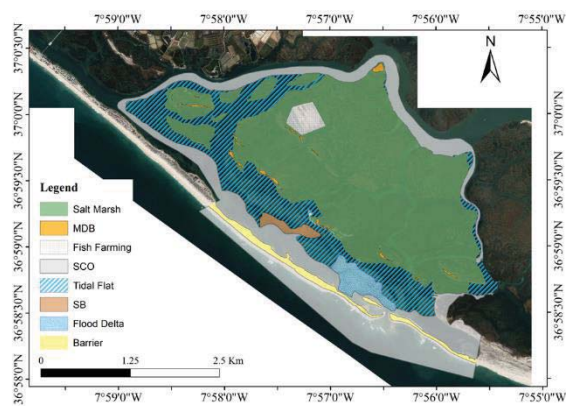 7°59'0"W 7°58'0"W 7°57'0"W 7°56'0"W 7°55'0"W
37°0'30"N
37°0'0"N
36°59'30"N
36°59'0"N
36°58'30"N
36°58'0"N
N
Legend
Salt Marsh
MDB
Fish Farming
SCO
Tidal Flat
SB
Flood Delta
Barrier
0 1.25 2.5 Km
37°0'30"N
37°0'0"N
36°59'30"N
36°59'0"N
36°58'30"N
36°58'0"N
7°59'0"W 7°58'0"W 7°57'0"W 7°56'0"W 7°55'0"W